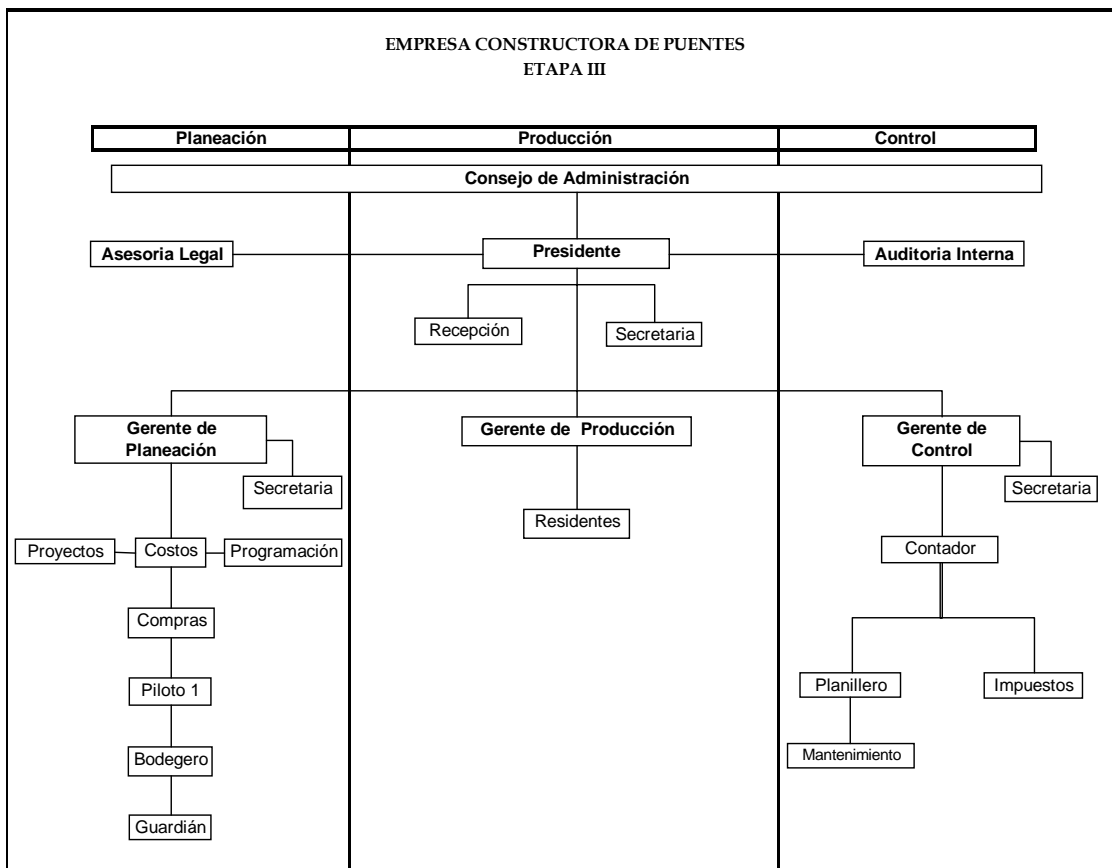 EMPRESA CONSTRUCTORA DE PUENTES
ETAPA III
Planeación
Producción
Control
Consejo de Administración
Asesoria Legal
Presidente
Auditoria Interna
Recepción
Secretaria
Gerente de
Planeación
Gerente de Producción
Gerente de
Control
Secretaria
Secretaria
Residentes
Proyectos
Costos
Programación
Contador
Compras
Piloto 1
Planillero
Impuestos
Bodegero
Mantenimiento
Guardián